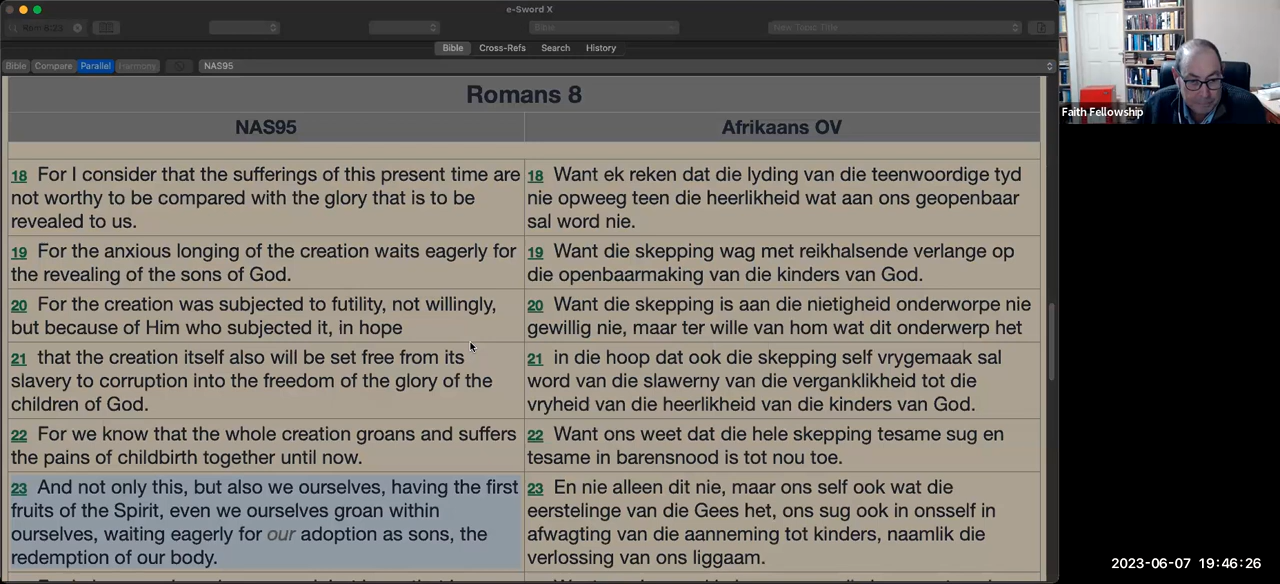 e-Sword X
Rom 8:23
Bible
New Topic Title
Bible Cross-Refs Search History
Bible Compare Parallel Harmony NAS95
Romans 8
NAS95
18 For I consider that the sufferings of this present time are
not worthy to be compared with the glory that is to be
revealed to us.
19 For the anxious longing of the creation waits eagerly for
the revealing of the sons of God.
20 For the creation was subjected to futility, not willingly,
but because of Him who subjected it, in hope
21 that the creation itself also will be set free from its
slavery to corruption into the freedom of the glory of the
children of God.
22 For we know that the whole creation groans and suffers
the pains of childbirth together until now.
23 And not only this, but also we ourselves, having the first
fruits of the Spirit, even we ourselves groan within
ourselves, waiting eagerly for our adoption as sons, the
redemption of our body.
Afrikaans OV
18 Want ek reken dat die lyding van die teenwoordige tyd
nie opweeg teen die heerlikheid wat aan ons geopenbaar
sal word nie.
19 Want die skepping wag met reikhalsende verlange op
die openbaarmaking van die kinders van God.
20 Want die skepping is aan die nietigheid onderworpe nie
gewillig nie, maar ter wille van hom wat dit onderwerp het
21 in die hoop dat ook die skepping self vrygemaak sal
word van die slawerny van die verganklikheid tot die
vryheid van die heerlikheid van die kinders van God.
22 Want ons weet dat die hele skepping tesame sug en
tesame in barensnood is tot nou toe.
23 En nie alleen dit nie, maar ons self ook wat die
eerstelinge van die Gees het, ons sug ook in onsself in
afwagting van die aanneming tot kinders, naamlik die
verlossing van ons liggaam.
Faith Fellowship
2023-06-07 19:46:26